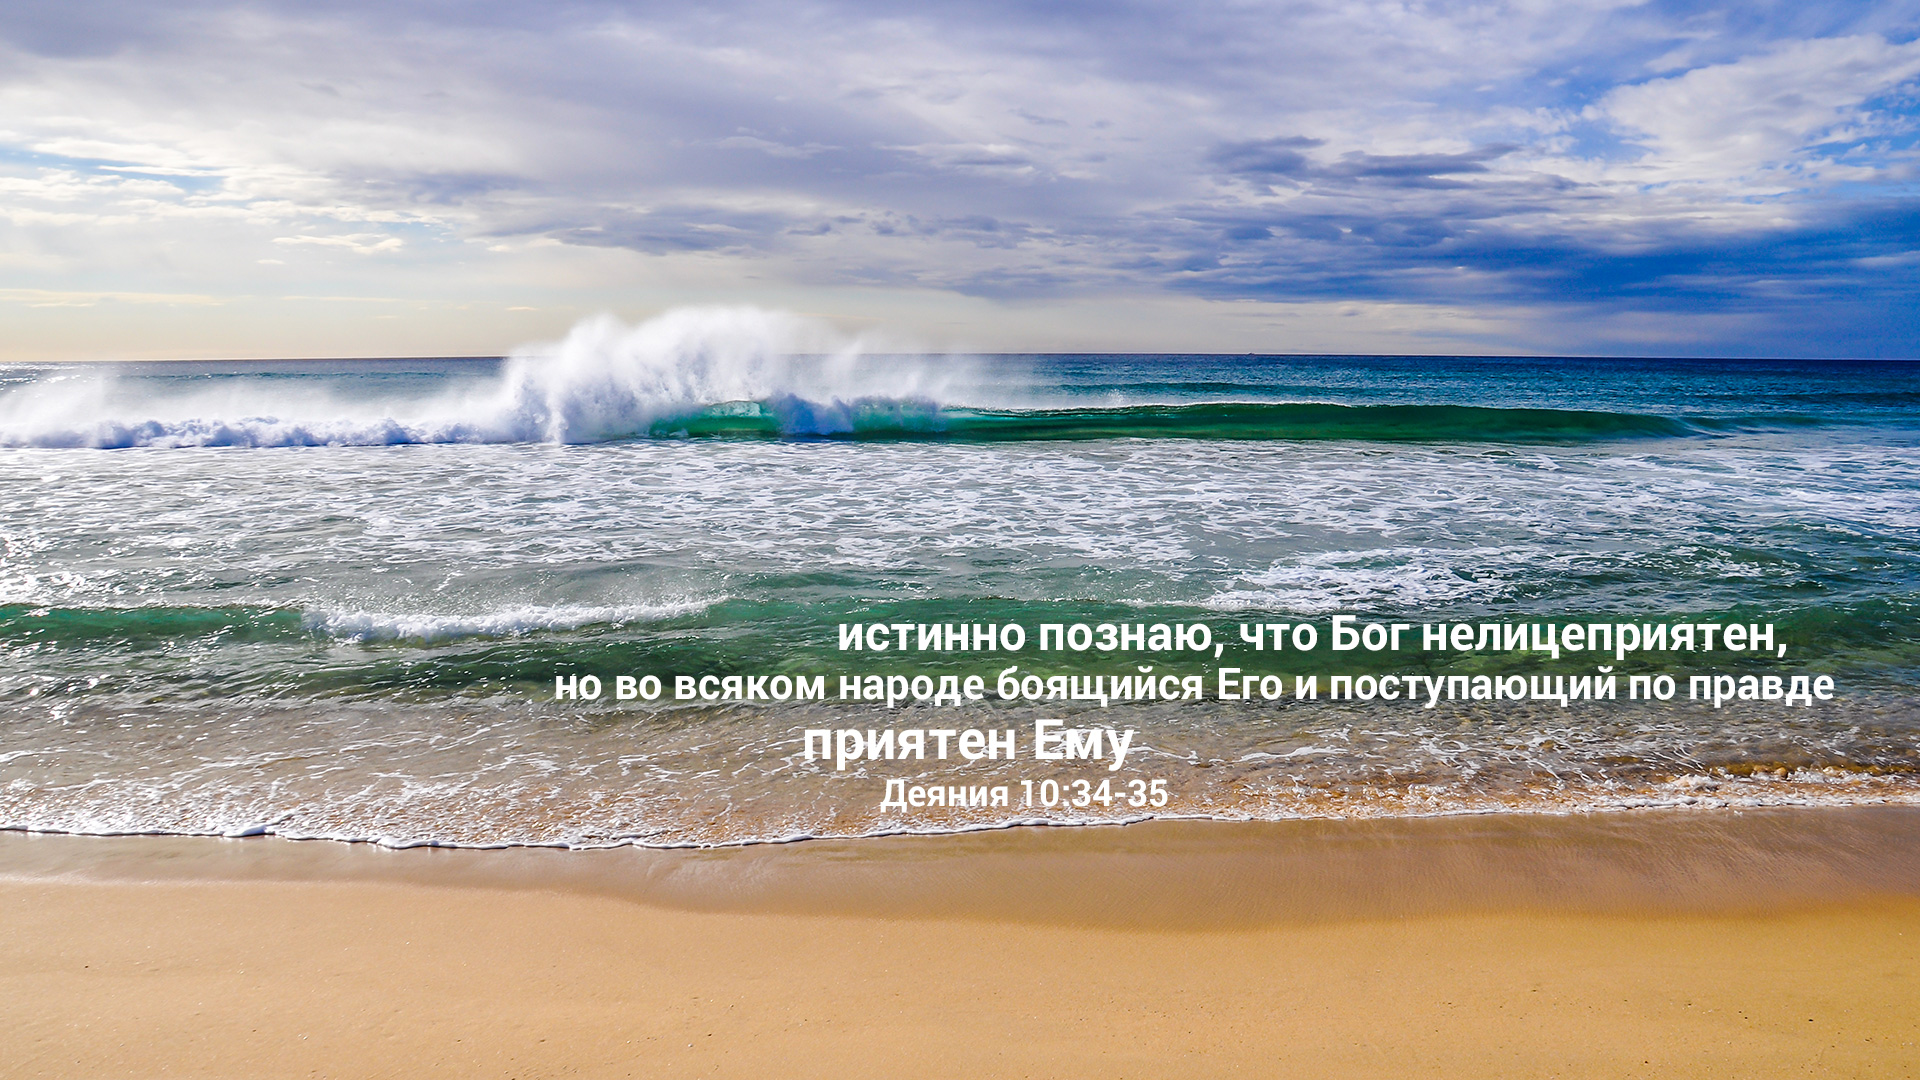 истинно познаю, что Бог нелицеприятен,
но во всяком народе боящийся Его и поступающий по правде
приятен Ему
Деяния 10:34-35